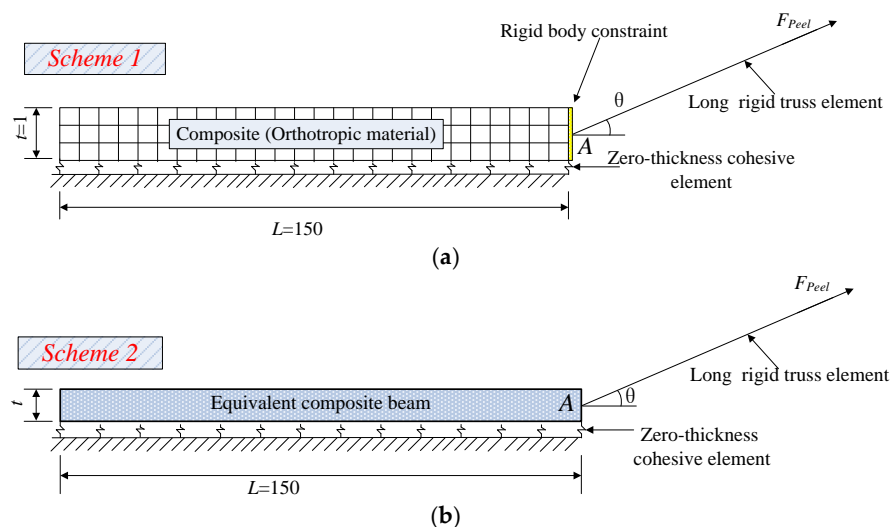 Scheme 1
Rigid body constraint
F_Peel
θ
Long rigid truss element
t=1
Composite (Orthotropic material)
A
Zero-thickness cohesive
element
L=150
(a)
Scheme 2
F_Peel
θ
Long rigid truss element
t
Equivalent composite beam
A
Zero-thickness
cohesive element
L=150
(b)